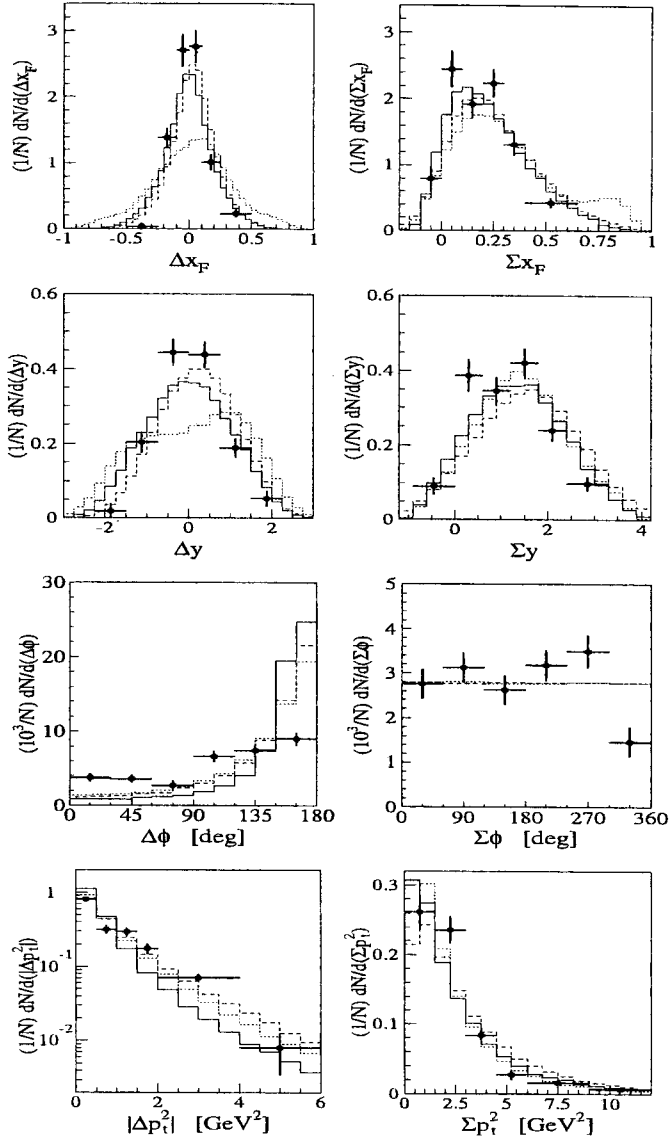 (1/N) dN/d(Δx_F)
3
2
1
0
-1 -0.5 0 0.5 1
Δx_F
(1/N) dN/d(Σx_F)
3
2
1
0
0 0.25 0.5 0.75 1
Σx_F
(1/N) dN/d(Δy)
0.6
0.4
0.2
0
-2 0 2
Δy
(1/N) dN/d(Σy)
0.6
0.4
0.2
0
0 2 4
Σy
(10³/N) dN/d(Δϕ)
30
20
10
0
0 45 90 135 180
Δϕ [deg]
(10³/N) dN/d(Σϕ)
5
4
3
2
1
0
0 90 180 270 360
Σϕ [deg]
(1/N) dN/d(|Δp_t²|)
1
10⁻¹
10⁻²
0 2 4 6
|Δp_t²| [GeV²]
(1/N) dN/d(Σp_t²)
0.3
0.2
0.1
0
0 2.5 5 7.5 10
Σp_t² [GeV²]